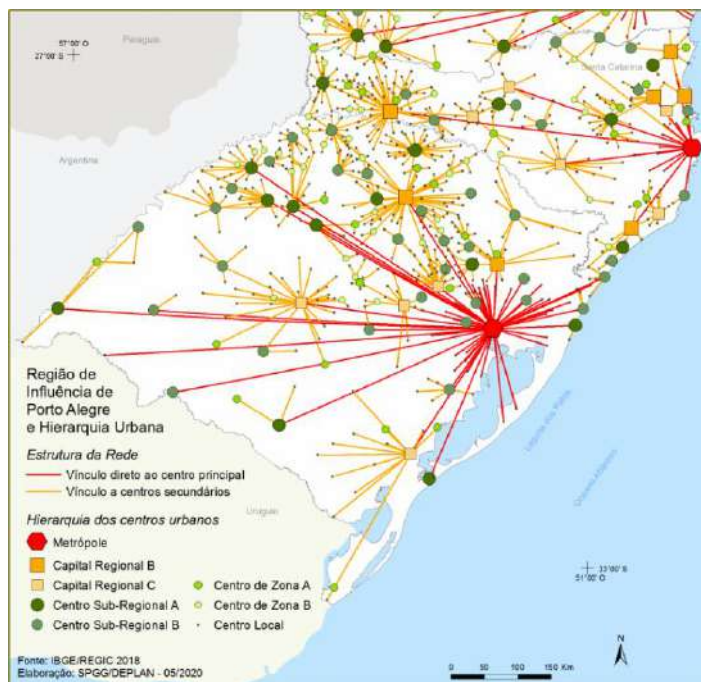 Paraguai
57°00' O
27°00' S
Santa Catarina
Argentina
Região de
Influência de
Porto Alegre
e Hierarquia Urbana
Estrutura da Rede
Vínculo direto ao centro principal
Vínculo a centros secundários
Uruguai
Lagoa dos Patos
Oceano Atlântico
Hierarquia dos centros urbanos
Metrópole
Capital Regional B
Capital Regional C
Centro Sub-Regional A
Centro Sub-Regional B
Centro de Zona A
Centro de Zona B
Centro Local
33°00' S
51°00' O
N
Fonte: IBGE/REGIC 2018
Elaboração: SPGG/DEPLAN - 05/2020
0 50 100 150 Km